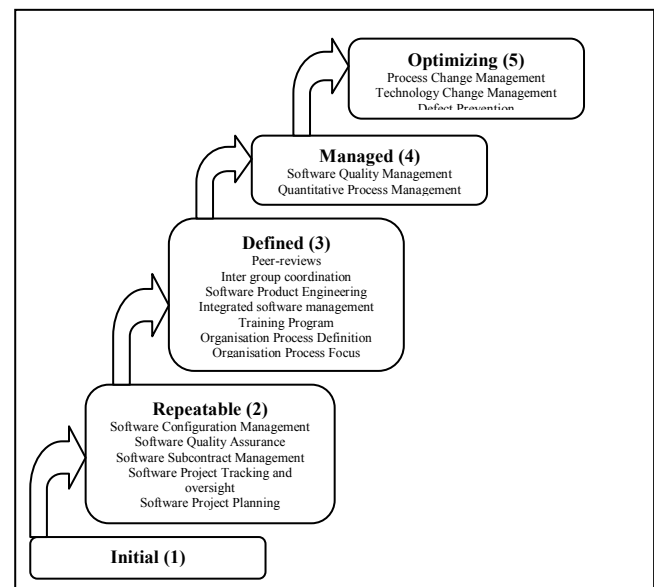 Optimizing (5)
Process Change Management
Technology Change Management
Defect Prevention
Managed (4)
Software Quality Management
Quantitative Process Management
Defined (3)
Peer-reviews
Inter group coordination
Software Product Engineering
Integrated software management
Training Program
Organisation Process Definition
Organisation Process Focus
Repeatable (2)
Software Configuration Management
Software Quality Assurance
Software Subcontract Management
Software Project Tracking and
oversight
Software Project Planning
Initial (1)